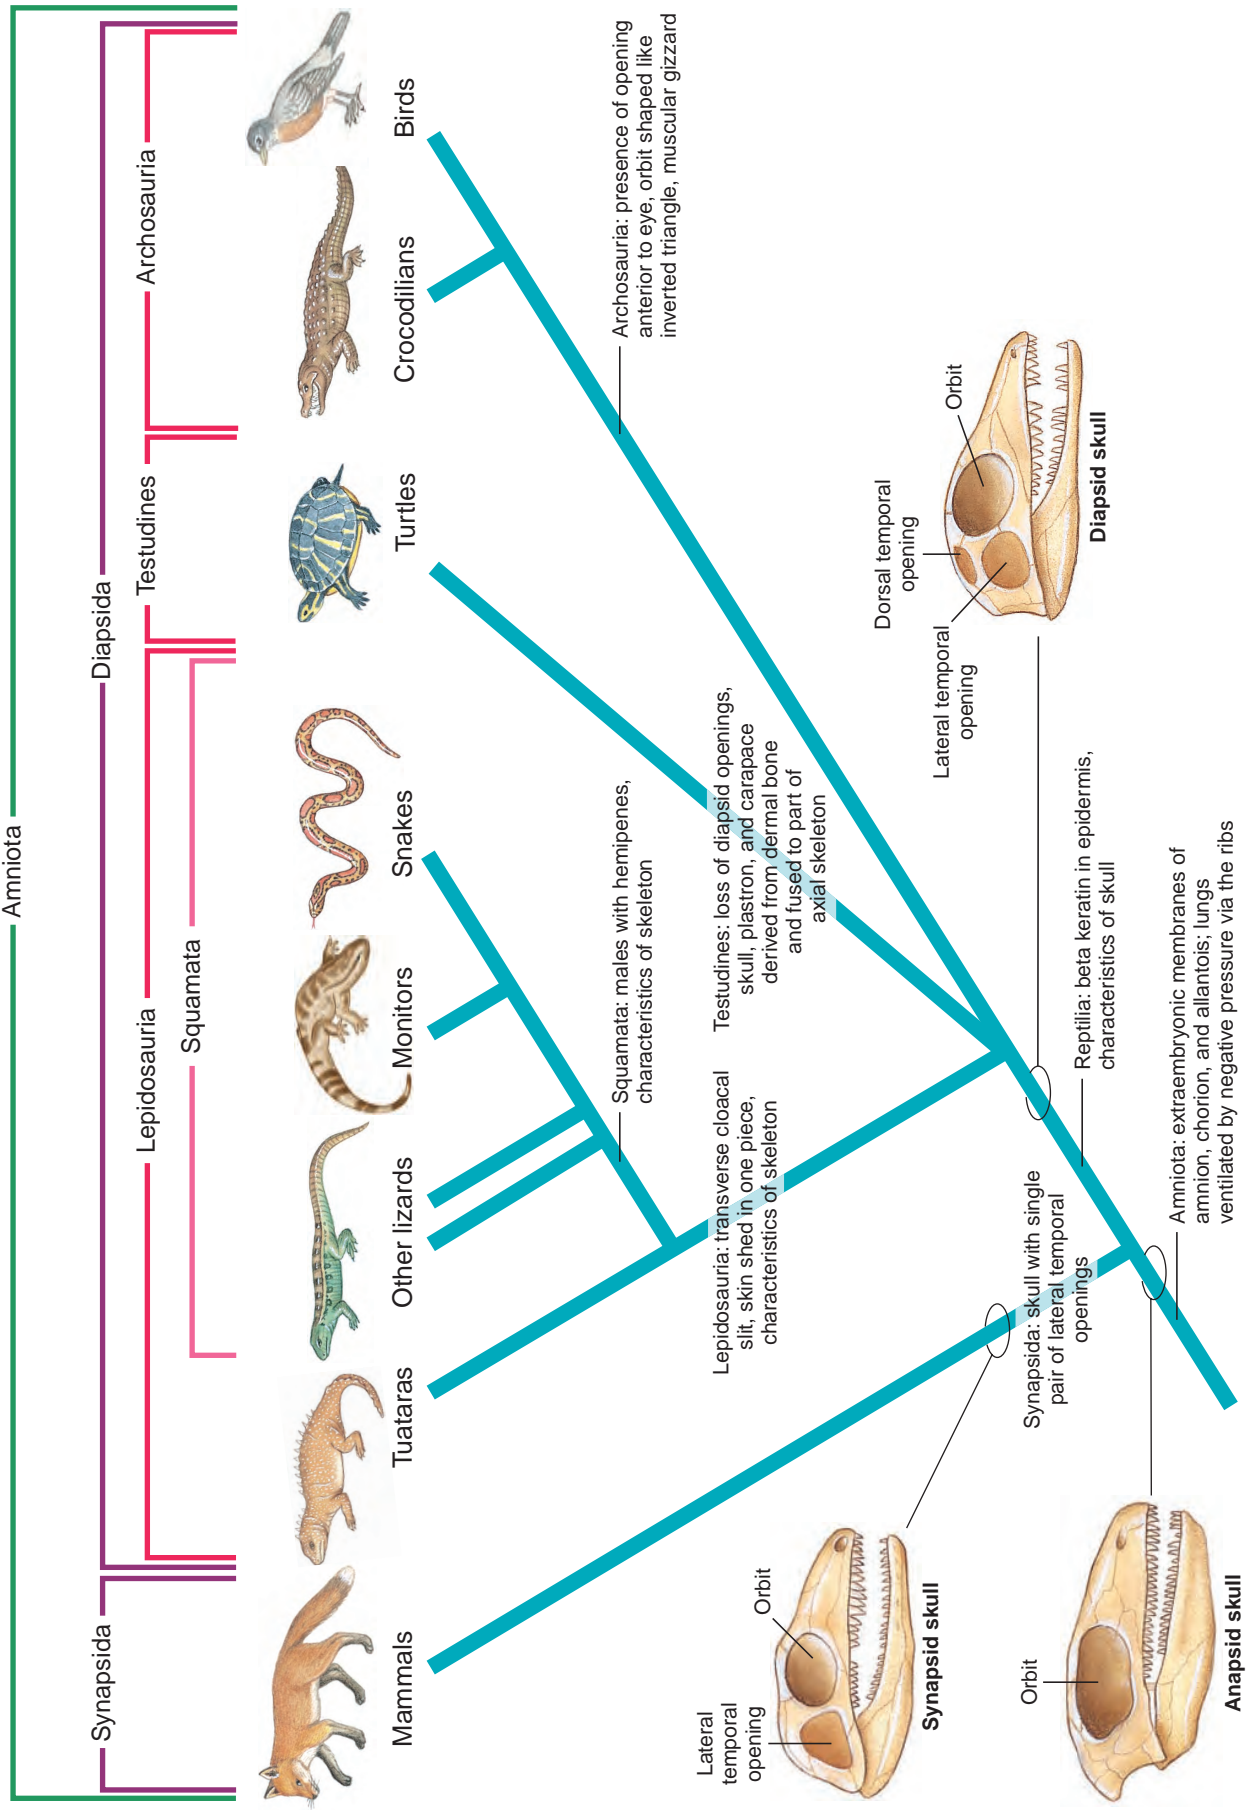 Amniota
Synapsida
Diapsida
Lepidosauria
Testudines
Archosauria
Squamata
Mammals
Tuataras
Other lizards
Monitors
Snakes
Turtles
Crocodilians
Birds
Archosauria: presence of opening
anterior to eye, orbit shaped like
inverted triangle, muscular gizzard
Squamata: males with hemipenes,
characteristics of skeleton
Lepidosauria: transverse cloacal
slit, skin shed in one piece,
characteristics of skeleton
Testudines: loss of diapsid openings,
skull, plastron, and carapace
derived from dermal bone
and fused to part of
axial skeleton
Lateral
temporal
opening
Orbit
Synapsid skull
Dorsal temporal
opening
Lateral temporal
opening
Orbit
Diapsid skull
Synapsida: skull with single
pair of lateral temporal
openings
Reptilia: beta keratin in epidermis,
characteristics of skull
Orbit
Anapsid skull
Amniota: extraembryonic membranes of
amnion, chorion, and allantois; lungs
ventilated by negative pressure via the ribs